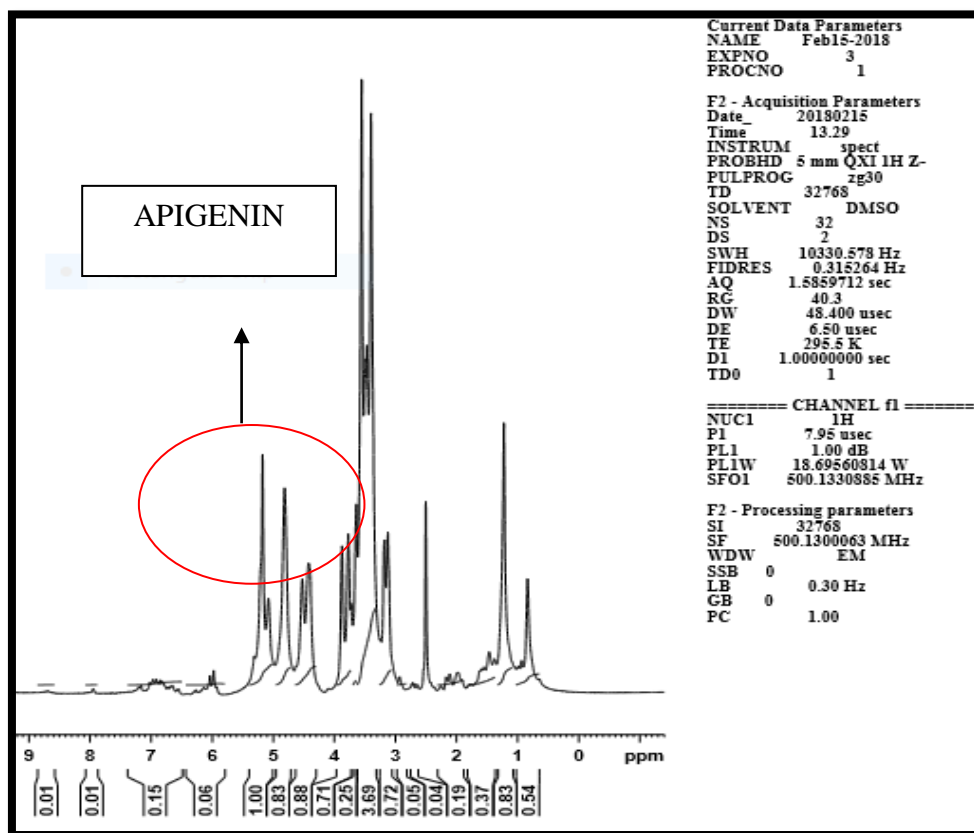 APIGENIN
Current Data Parameters
NAME Feb15-2018
EXPNO 3
PROCNO 1
F2 - Acquisition Parameters
Date_ 20180215
Time 13.29
INSTRUM spect
PROBHD 5 mm QXI 1H Z-
PULPROG zg30
TD 32768
SOLVENT DMSO
NS 32
DS 2
SWH 10330.578 Hz
FIDRES 0.315264 Hz
AQ 1.5859712 sec
RG 40.3
DW 48.400 usec
DE 6.50 usec
TE 295.5 K
D1 1.00000000 sec
TD0 1
======== CHANNEL f1 =======
NUC1 1H
P1 7.95 usec
PL1 1.00 dB
PL1W 18.69560814 W
SFO1 500.1330885 MHz
F2 - Processing parameters
SI 32768
SF 500.1300063 MHz
WDW EM
SSB 0
LB 0.30 Hz
GB 0
PC 1.00
9 8 7 6 5 4 3 2 1 0 ppm
0.01 0.01 0.15 0.06 1.00 0.83 0.88 0.71 0.25 3.69 0.72 0.05 0.04 0.19 0.37 0.83 0.54